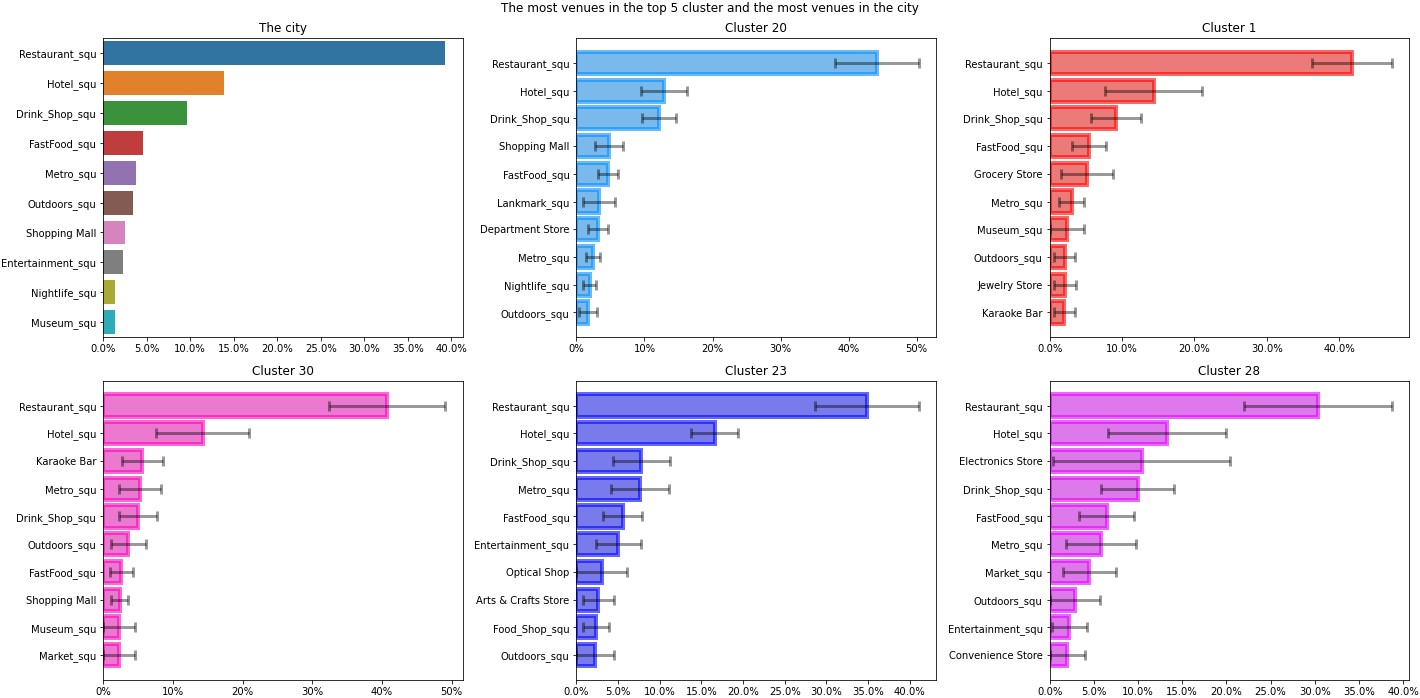 The most venues in the top 5 cluster and the most venues in the city
The city
Restaurant_squ
Hotel_squ
Drink_Shop_squ
FastFood_squ
Metro_squ
Outdoors_squ
Shopping Mall
Entertainment_squ
Nightlife_squ
Museum_squ
0.0% 5.0% 10.0% 15.0% 20.0% 25.0% 30.0% 35.0% 40.0%
Cluster 20
Restaurant_squ
Hotel_squ
Drink_Shop_squ
Shopping Mall
FastFood_squ
Lankmark_squ
Department Store
Metro_squ
Nightlife_squ
Outdoors_squ
0% 10% 20% 30% 40% 50%
Cluster 1
Restaurant_squ
Hotel_squ
Drink_Shop_squ
FastFood_squ
Grocery Store
Metro_squ
Museum_squ
Outdoors_squ
Jewelry Store
Karaoke Bar
0.0% 10.0% 20.0% 30.0% 40.0%
Cluster 30
Restaurant_squ
Hotel_squ
Karaoke Bar
Metro_squ
Drink_Shop_squ
Outdoors_squ
FastFood_squ
Shopping Mall
Museum_squ
Market_squ
0% 10% 20% 30% 40% 50%
Cluster 23
Restaurant_squ
Hotel_squ
Drink_Shop_squ
Metro_squ
FastFood_squ
Entertainment_squ
Optical Shop
Arts & Crafts Store
Food_Shop_squ
Outdoors_squ
0.0% 5.0% 10.0% 15.0% 20.0% 25.0% 30.0% 35.0% 40.0%
Cluster 28
Restaurant_squ
Hotel_squ
Electronics Store
Drink_Shop_squ
FastFood_squ
Metro_squ
Market_squ
Outdoors_squ
Entertainment_squ
Convenience Store
0.0% 5.0% 10.0% 15.0% 20.0% 25.0% 30.0% 35.0% 40.0%